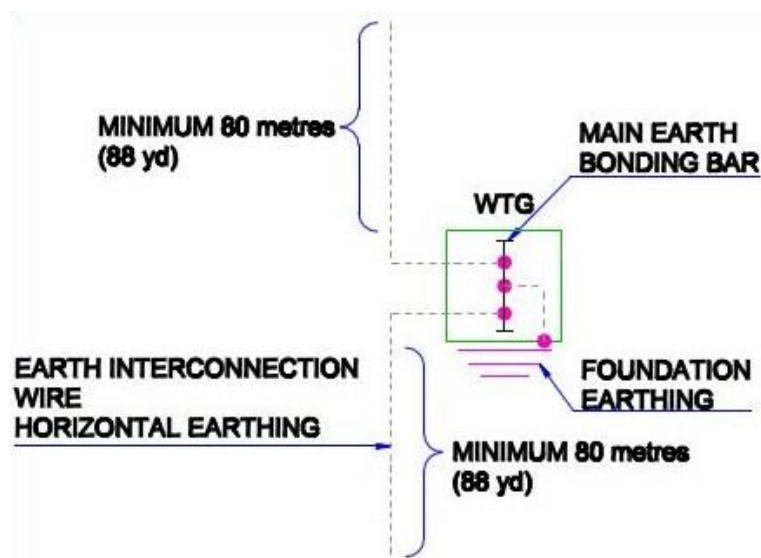 MINIMUM 80 metres
(88 yd)
MAIN EARTH
BONDING BAR
WTG
EARTH INTERCONNECTION
WIRE
HORIZONTAL EARTHING
FOUNDATION
EARTHING
MINIMUM 80 metres
(88 yd)